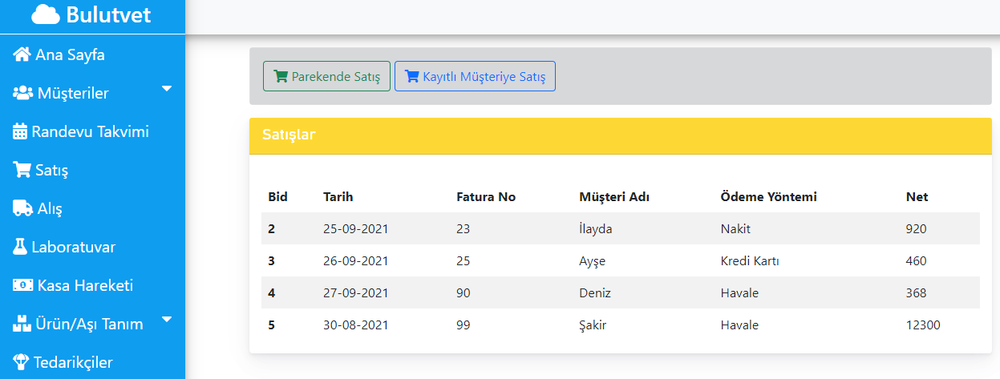 Bulutvet
Ana Sayfa
Müşteriler
Randevu Takvimi
Satış
Alış
Laboratuvar
Kasa Hareketi
Ürün/Aşı Tanım
Tedarikçiler
Parekende Satış Kayıtlı Müşteriye Satış
Satışlar
Bid Tarih Fatura No Müşteri Adı Ödeme Yöntemi Net
2 25-09-2021 23 İlayda Nakit 920
3 26-09-2021 25 Ayşe Kredi Kartı 460
4 27-09-2021 90 Deniz Havale 368
5 30-08-2021 99 Şakir Havale 12300